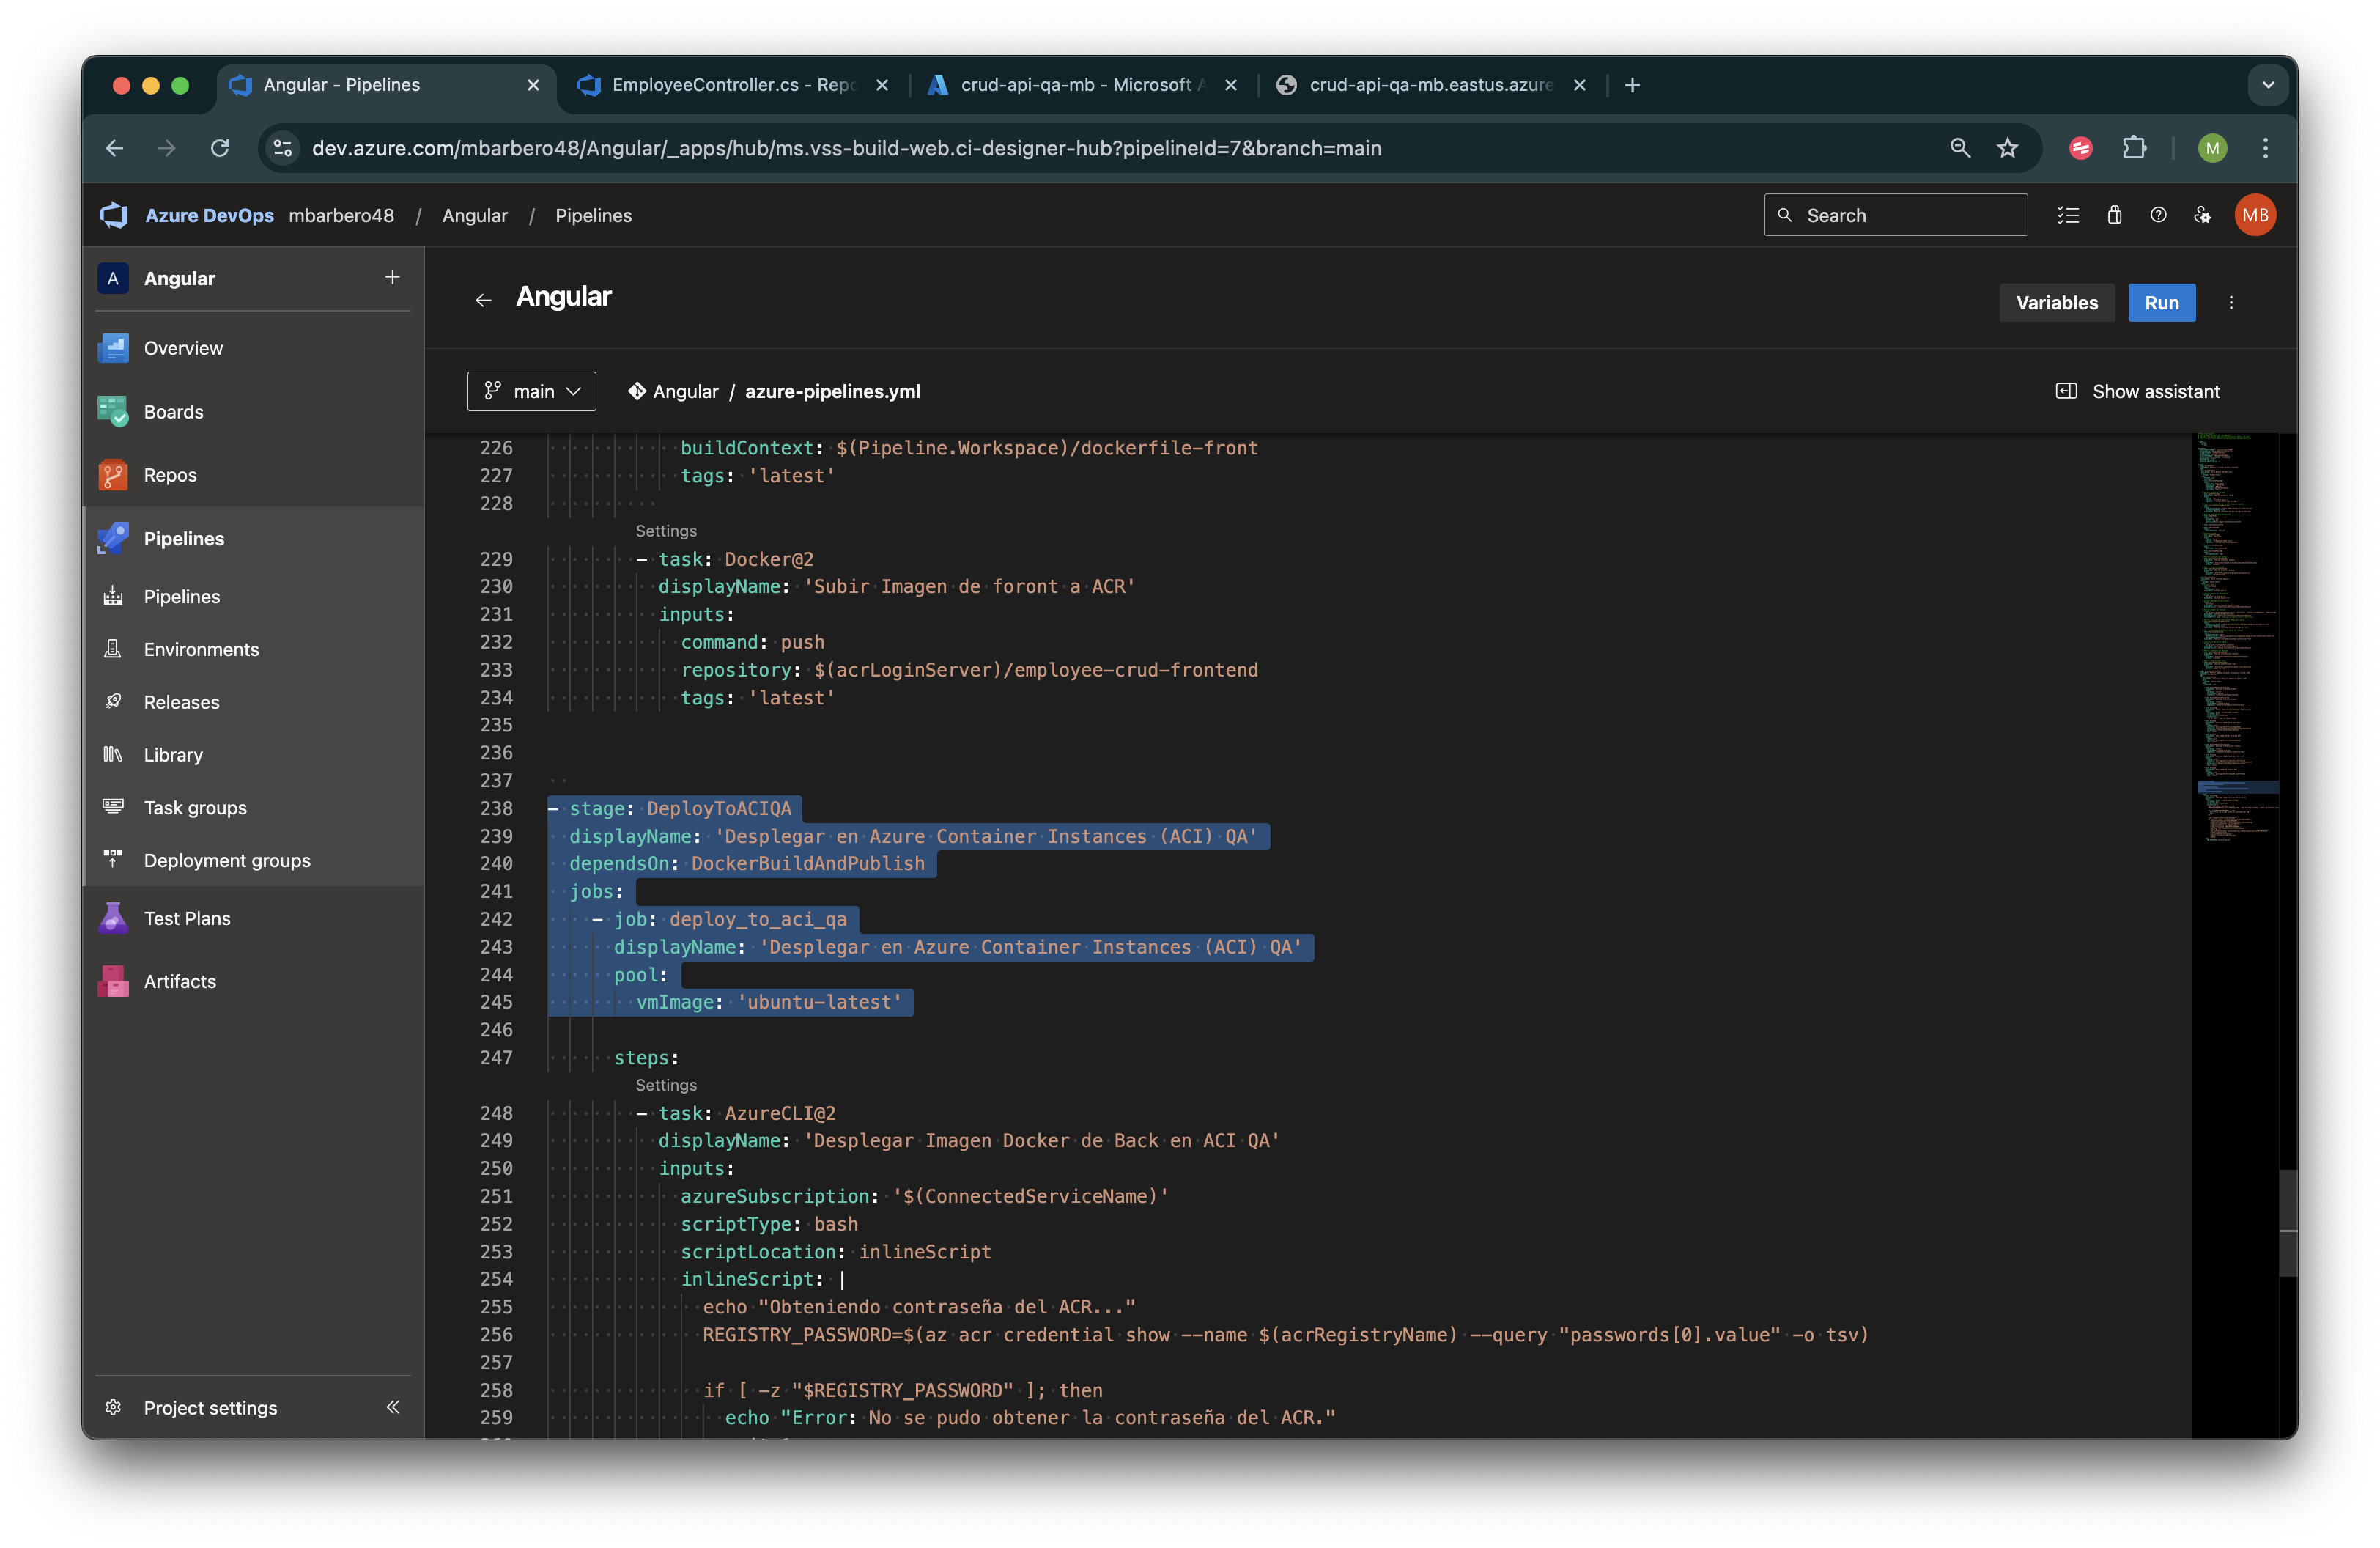 Angular - Pipelines
EmployeeController.cs - Repo
crud-api-qa-mb - Microsoft A
crud-api-qa-mb.eastus.azure
dev.azure.com/mbarbero48/Angular/_apps/hub/ms.vss-build-web.ci-designer-hub?pipelineId=7&branch=main
M
Azure DevOps mbarbero48 / Angular / Pipelines
Search
MB
A Angular
Overview
Boards
Repos
Pipelines
Pipelines
Environments
Releases
Library
Task groups
Deployment groups
Test Plans
Artifacts
Project settings
Angular
Variables
Run
main
Angular / azure-pipelines.yml
Show assistant
226 buildContext: $(Pipeline.Workspace)/dockerfile-front
227 tags: 'latest'
228
Settings
229 - task: Docker@2
230 displayName: 'Subir Imagen de foront a ACR'
231 inputs:
232 command: push
233 repository: $(acrLoginServer)/employee-crud-frontend
234 tags: 'latest'
235
236
237
238 - stage: DeployToACIQA
239 displayName: 'Desplegar en Azure Container Instances (ACI) QA'
240 dependsOn: DockerBuildAndPublish
241 jobs:
242 - job: deploy_to_aci_qa
243 displayName: 'Desplegar en Azure Container Instances (ACI) QA'
244 pool:
245 vmImage: 'ubuntu-latest'
246
247 steps:
Settings
248 - task: AzureCLI@2
249 displayName: 'Desplegar Imagen Docker de Back en ACI QA'
250 inputs:
251 azureSubscription: '$(ConnectedServiceName)'
252 scriptType: bash
253 scriptLocation: inlineScript
254 inlineScript: |
255 echo "Obteniendo contraseña del ACR..."
256 REGISTRY_PASSWORD=$(az acr credential show --name $(acrRegistryName) --query "passwords[0].value" -o tsv)
257
258 if [ -z "$REGISTRY_PASSWORD" ]; then
259 echo "Error: No se pudo obtener la contraseña del ACR."